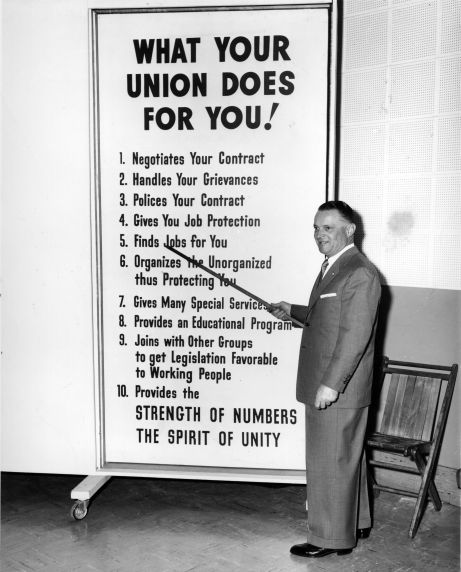 WHAT YOUR
UNION DOES
FOR YOU!
1. Negotiates Your Contract
2. Handles Your Grievances
3. Polices Your Contract
4. Gives You Job Protection
5. Finds Jobs for You
6. Organizes the Unorganized
thus Protecting You
7. Gives Many Special Services
8. Provides an Educational Program
9. Joins with Other Groups
to get Legislation Favorable
to Working People
10. Provides the
STRENGTH OF NUMBERS
THE SPIRIT OF UNITY